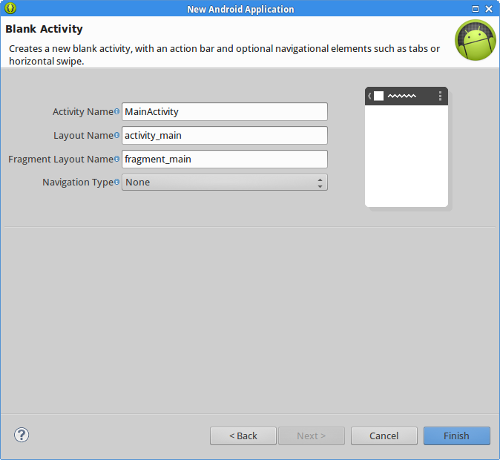 New Android Application
Blank Activity
Creates a new blank activity, with an action bar and optional navigational elements such as tabs or
horizontal swipe.
Activity Name MainActivity
Layout Name activity_main
Fragment Layout Name fragment_main
Navigation Type None
? < Back Next > Cancel Finish